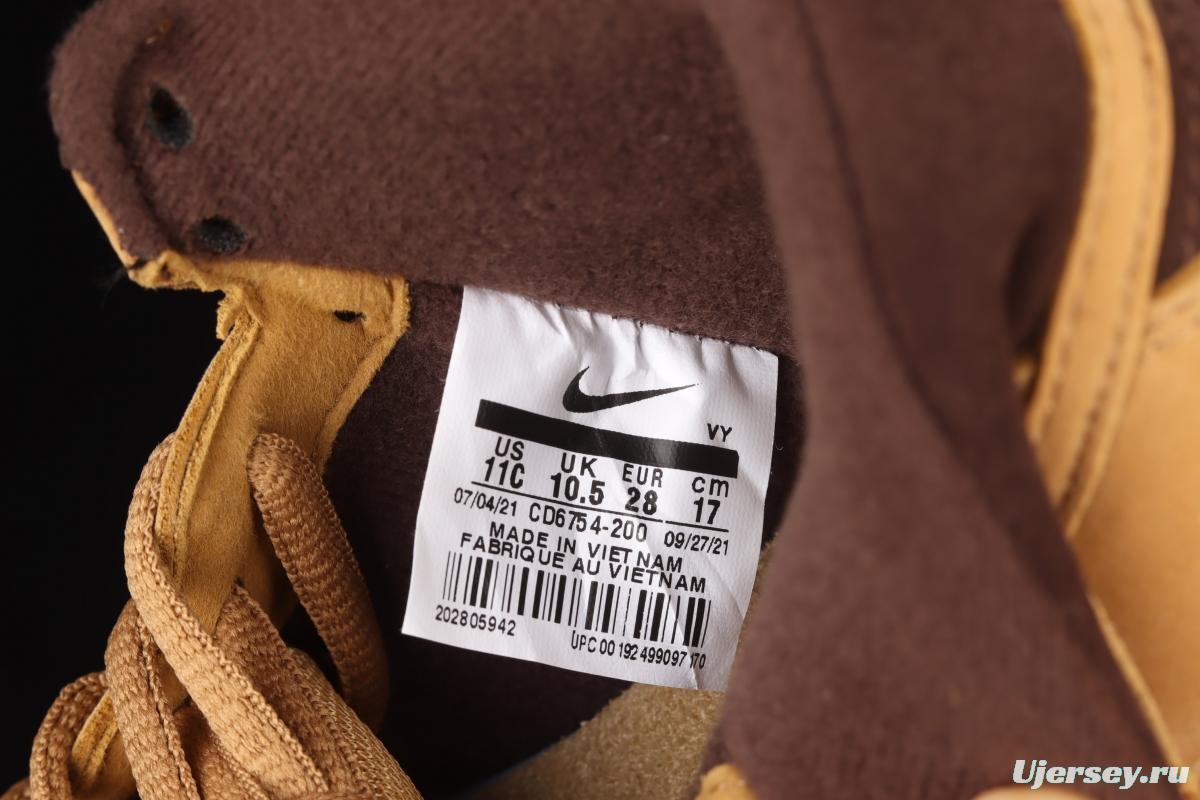 VY
US UK EUR cm
11C 10.5 28 17
07/04/21 CD6754-200 09/27/21
MADE IN VIETNAM
FABRIQUE AU VIETNAM
202805942
UPC 00 192 499097 170
Ujersey.ru